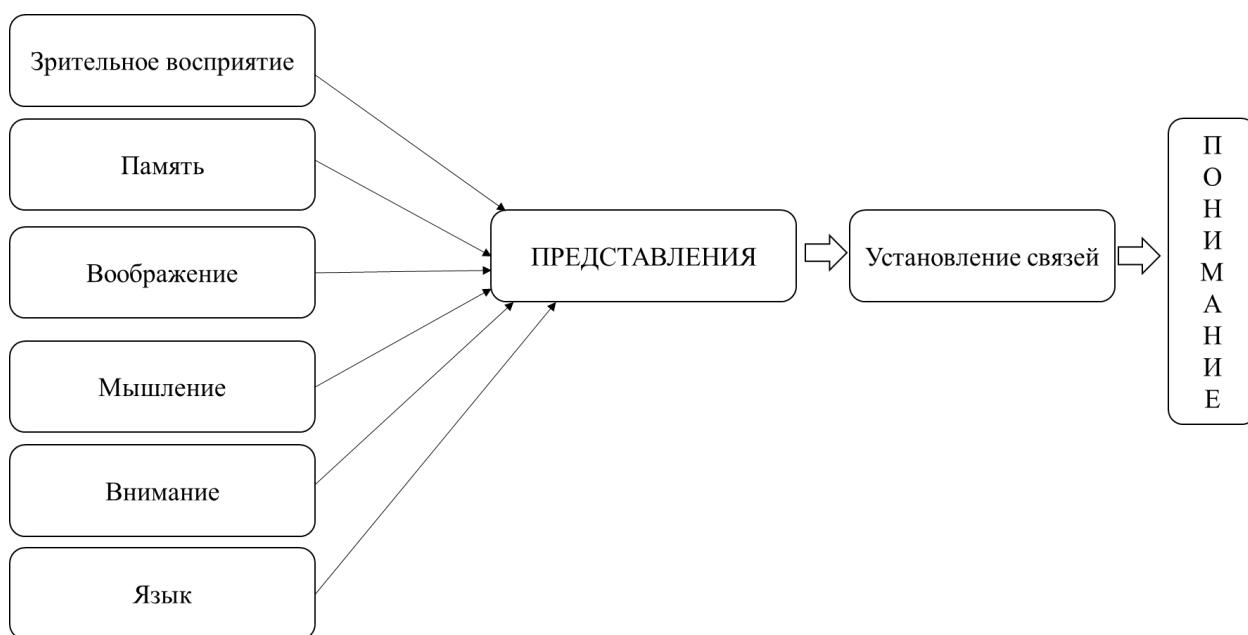 Зрительное восприятие
Память
Воображение
Мышление
Внимание
Язык
ПРЕДСТАВЛЕНИЯ
Установление связей
П
О
Н
И
М
А
Н
И
Е